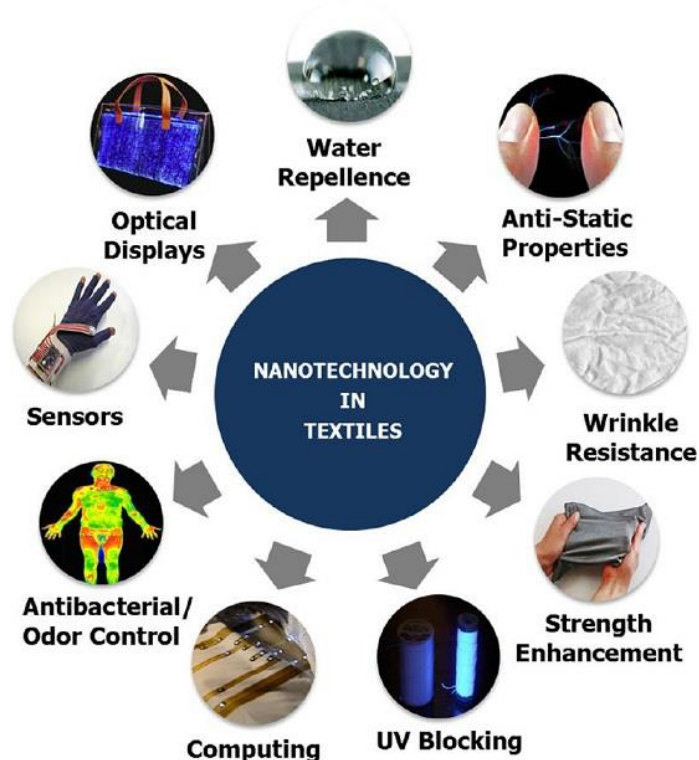 Water
Repellence
Anti-Static
Properties
Wrinkle
Resistance
Strength
Enhancement
UV Blocking
Computing
Antibacterial/
Odor Control
Sensors
Optical
Displays
NANOTECHNOLOGY
IN
TEXTILES